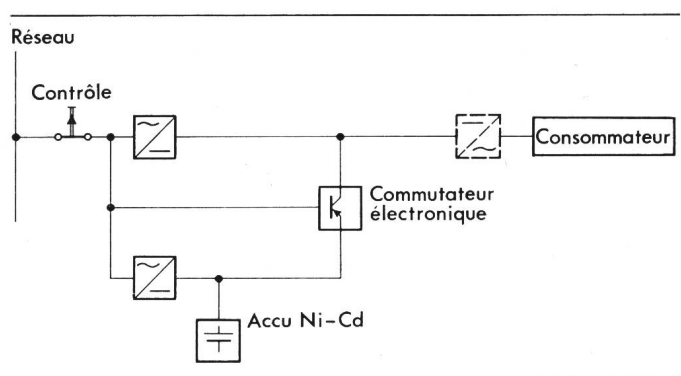 Réseau
Contrôle
Consommateur
Commutateur
électronique
Accu Ni-Cd